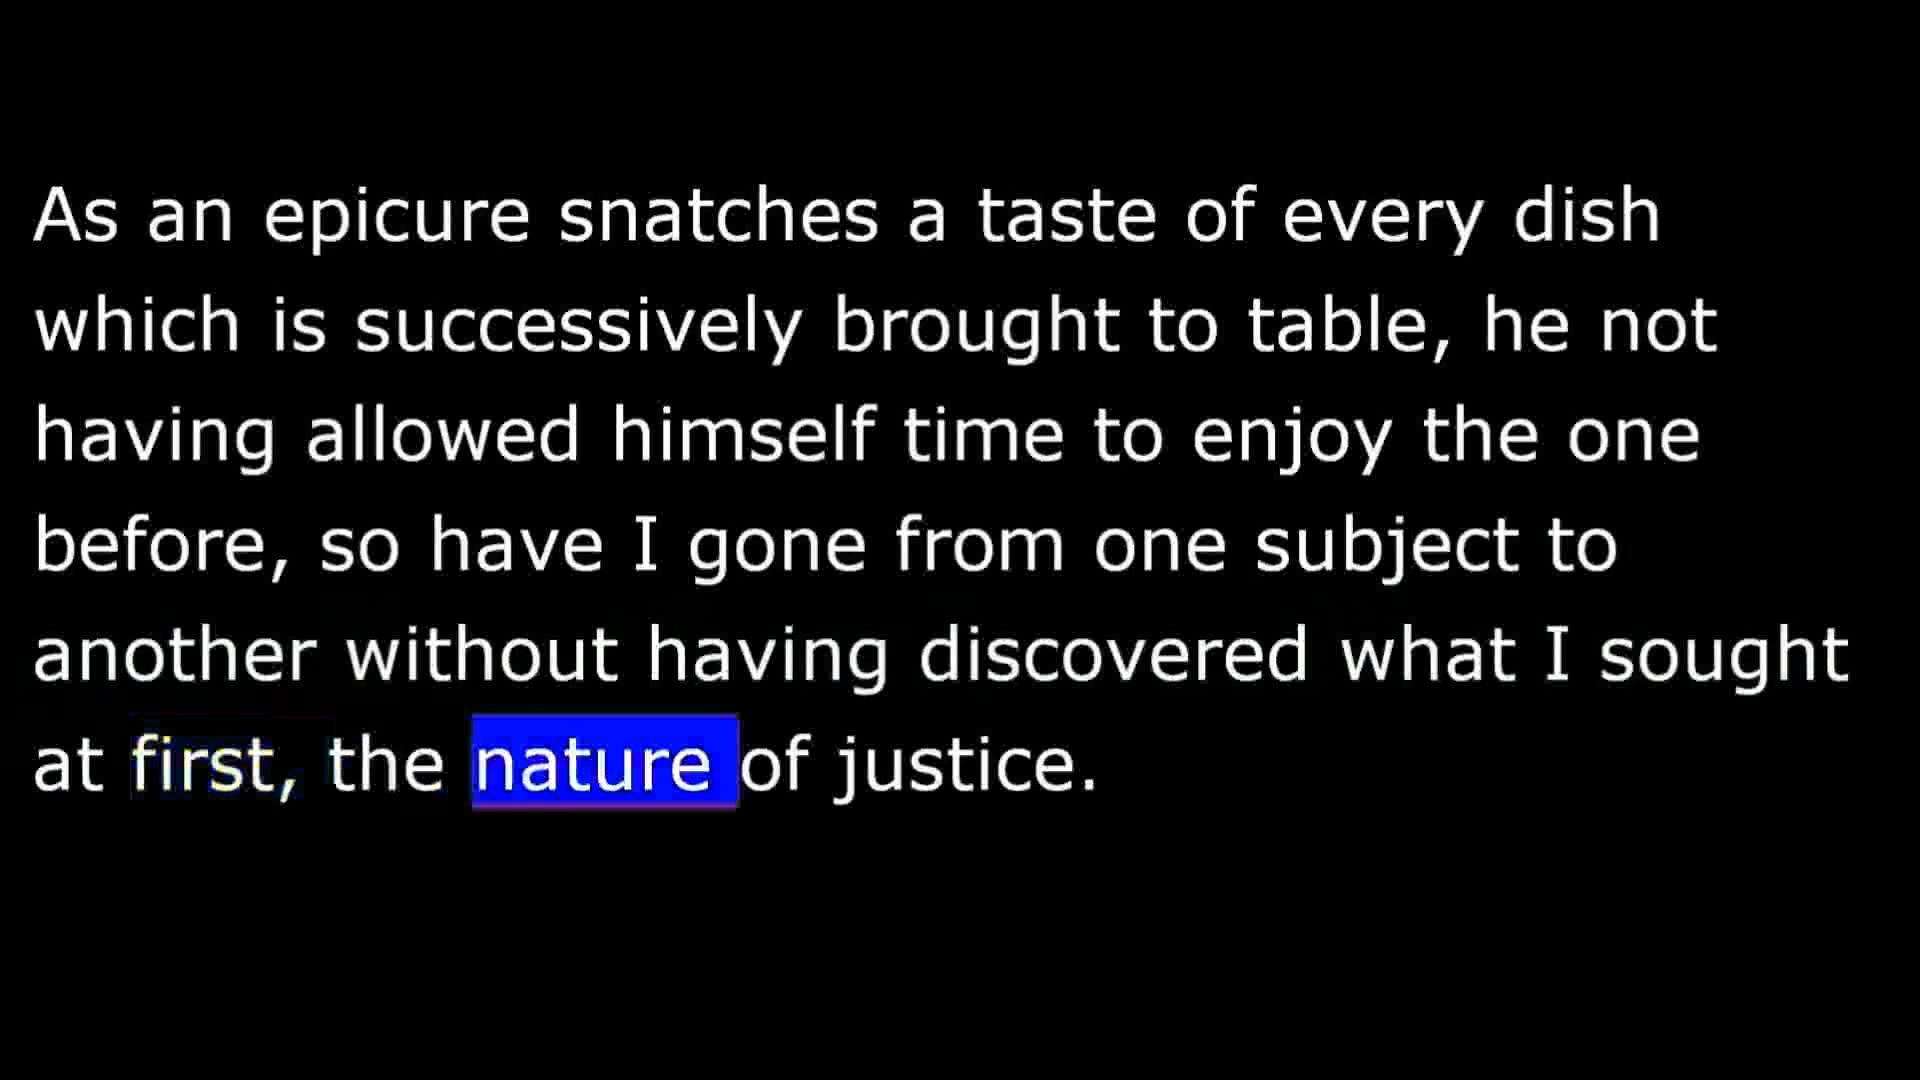 As an epicure snatches a taste of every dish
which is successively brought to table, he not
having allowed himself time to enjoy the one
before, so have I gone from one subject to
another without having discovered what I sought
at first, the nature of justice.